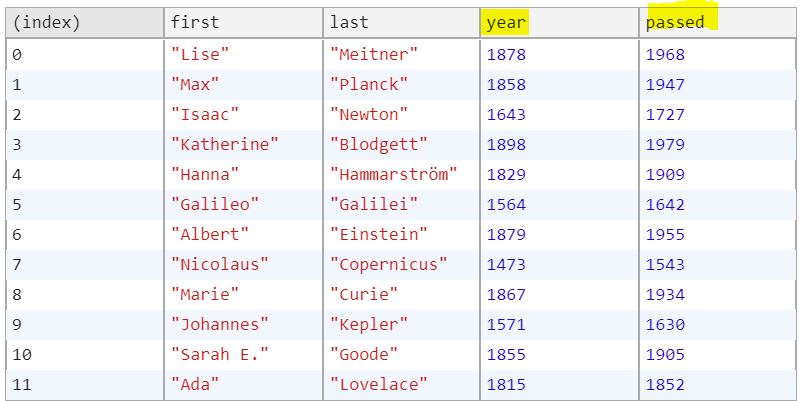 (index) first last year passed
0 "Lise" "Meitner" 1878 1968
1 "Max" "Planck" 1858 1947
2 "Isaac" "Newton" 1643 1727
3 "Katherine" "Blodgett" 1898 1979
4 "Hanna" "Hammarström" 1829 1909
5 "Galileo" "Galilei" 1564 1642
6 "Albert" "Einstein" 1879 1955
7 "Nicolaus" "Copernicus" 1473 1543
8 "Marie" "Curie" 1867 1934
9 "Johannes" "Kepler" 1571 1630
10 "Sarah E." "Goode" 1855 1905
11 "Ada" "Lovelace" 1815 1852